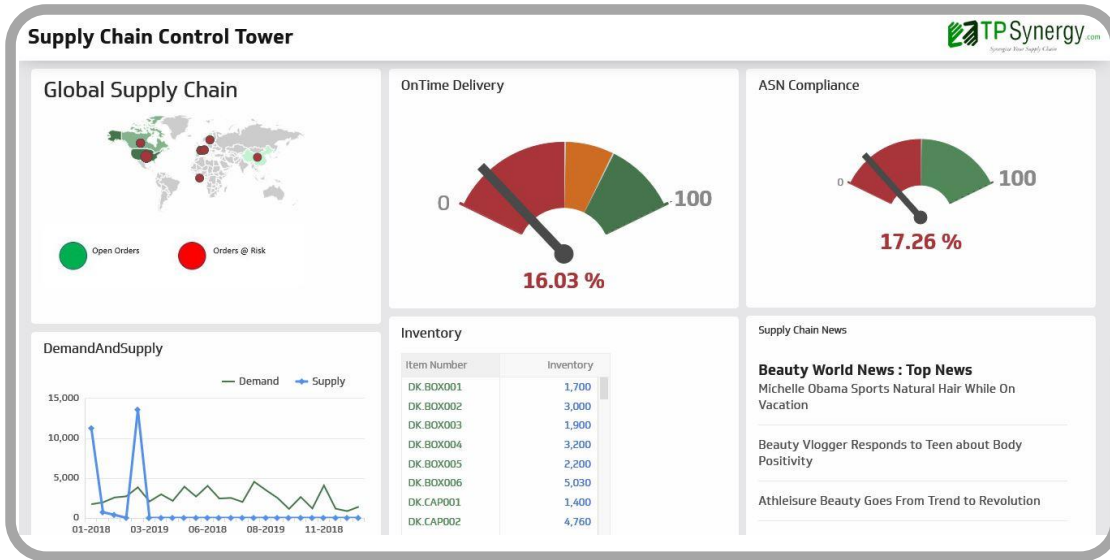 Supply Chain Control Tower
TPSynergy.com
Synergize Your Supply Chain
Global Supply Chain
Open Orders
Orders @ Risk
OnTime Delivery
0
100
16.03 %
ASN Compliance
0
100
17.26 %
DemandAndSupply
Demand
Supply
15,000
10,000
5,000
0
01-2018 03-2019 06-2018 08-2019 11-2018
Inventory
Item Number Inventory
DK.BOX001 1,700
DK.BOX002 3,000
DK.BOX003 1,900
DK.BOX004 3,200
DK.BOX005 2,200
DK.BOX006 5,030
DK.CAP001 1,400
DK.CAP002 4,760
Supply Chain News
Beauty World News : Top News
Michelle Obama Sports Natural Hair While On
Vacation
Beauty Vlogger Responds to Teen about Body
Positivity
Athleisure Beauty Goes From Trend to Revolution